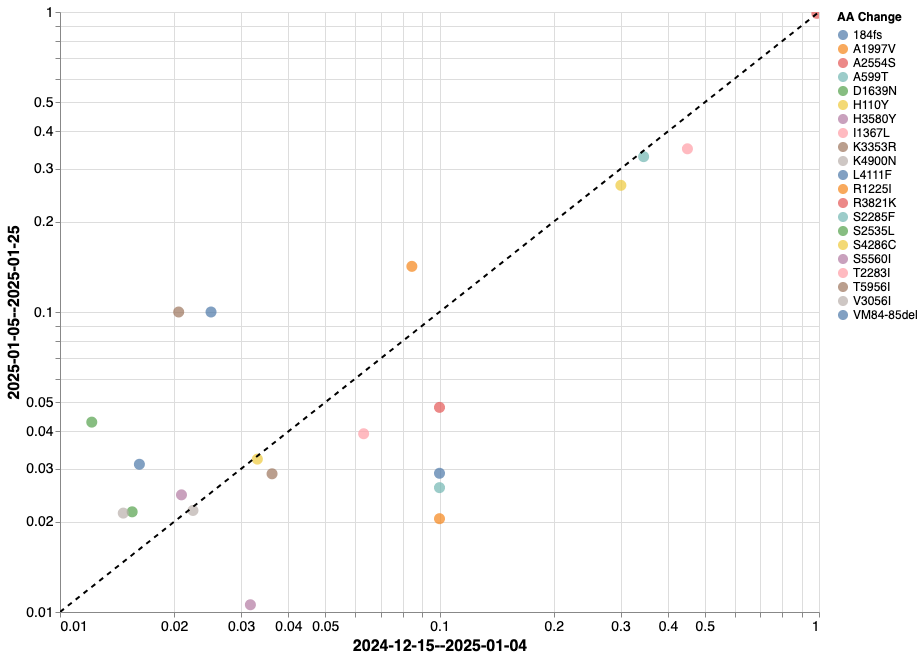 AA Change
184fs
A1997V
A2554S
A599T
D1639N
H110Y
H3580Y
I1367L
K3353R
K4900N
L4111F
R1225I
R3821K
S2285F
S2535L
S4286C
S5560I
T2283I
T5956I
V3056I
VM84-85del
2025-01-05--2025-01-25
1
0.5
0.4
0.3
0.2
0.1
0.05
0.04
0.03
0.02
0.01
0.01 0.02 0.03 0.04 0.05 0.1 0.2 0.3 0.4 0.5 1
2024-12-15--2025-01-04